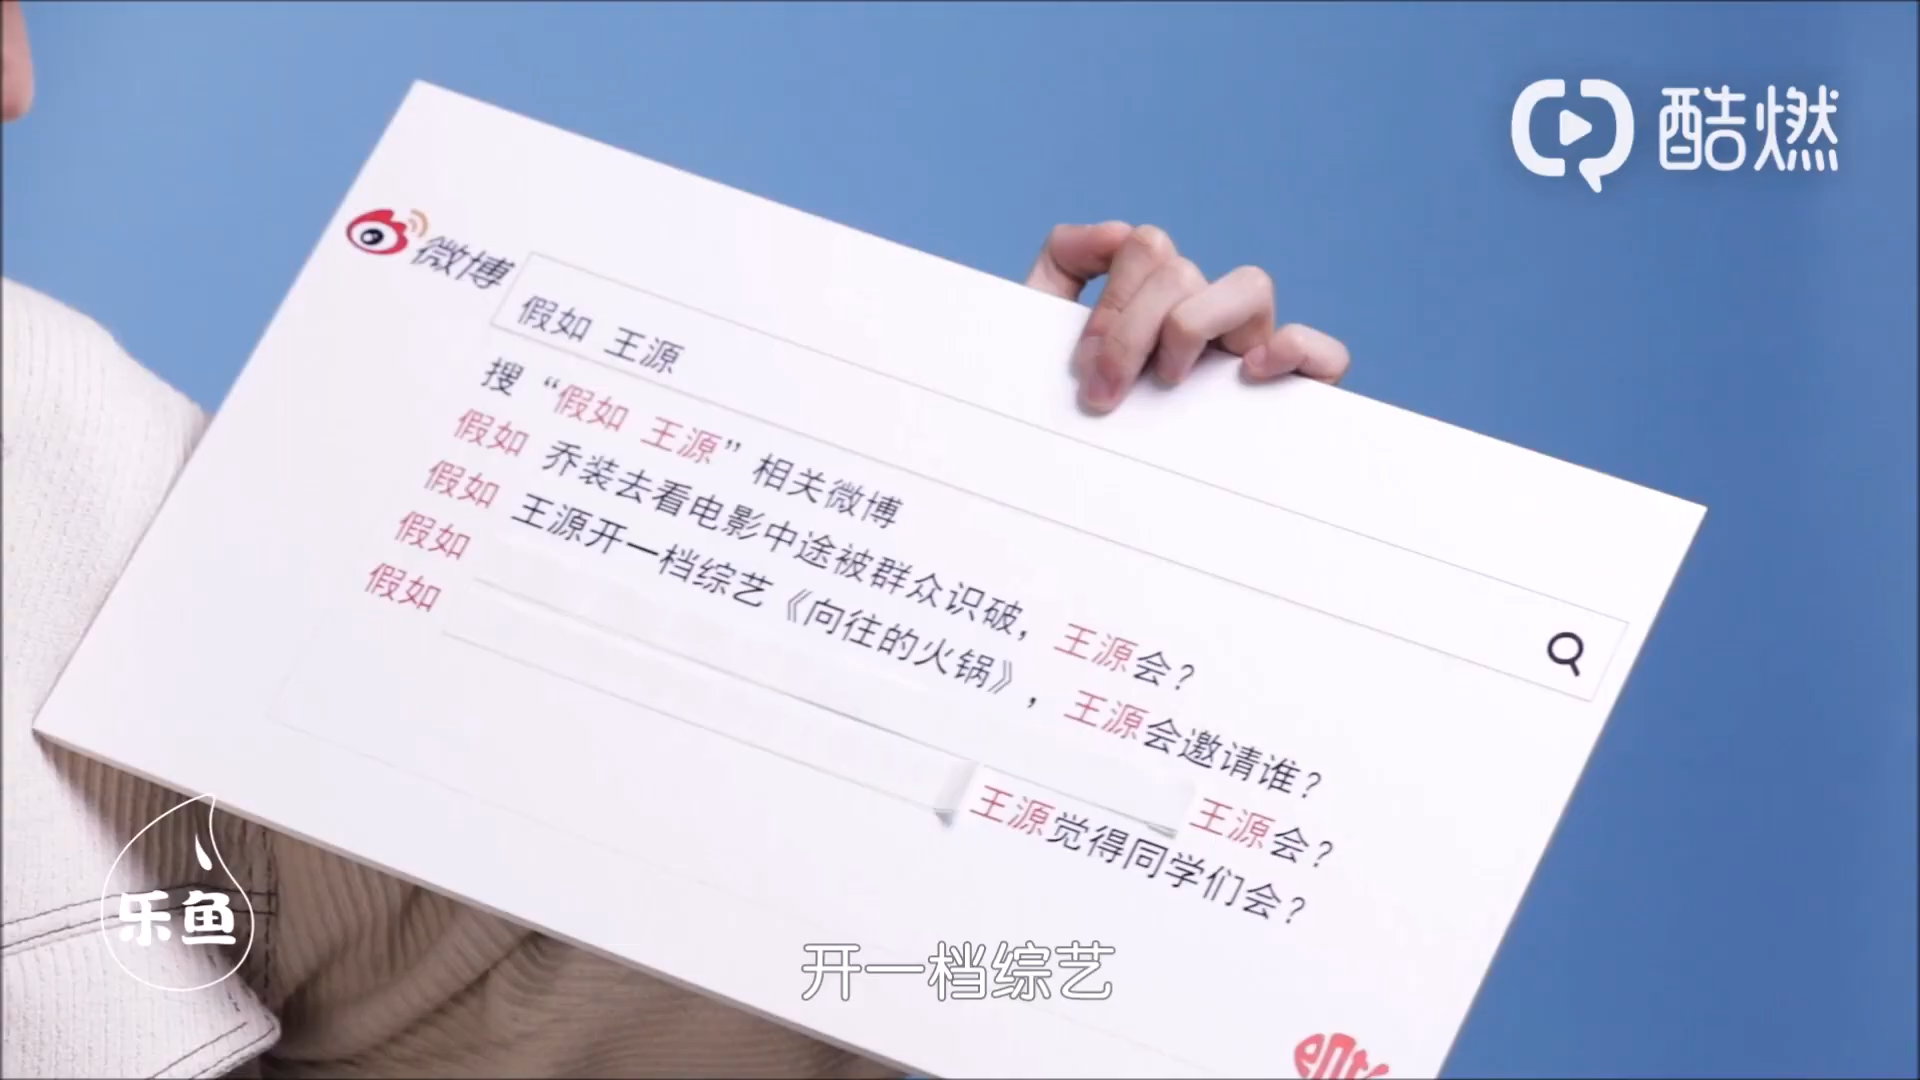 酷燃
微博
假如 王源
搜 “假如 王源” 相关微博
假如 乔装去看电影中途被群众识破，王源会？
假如 王源开一档综艺《向往的火锅》，王源会邀请谁？
假如 王源会？
假如 王源觉得同学们会？
乐鱼
开一档综艺